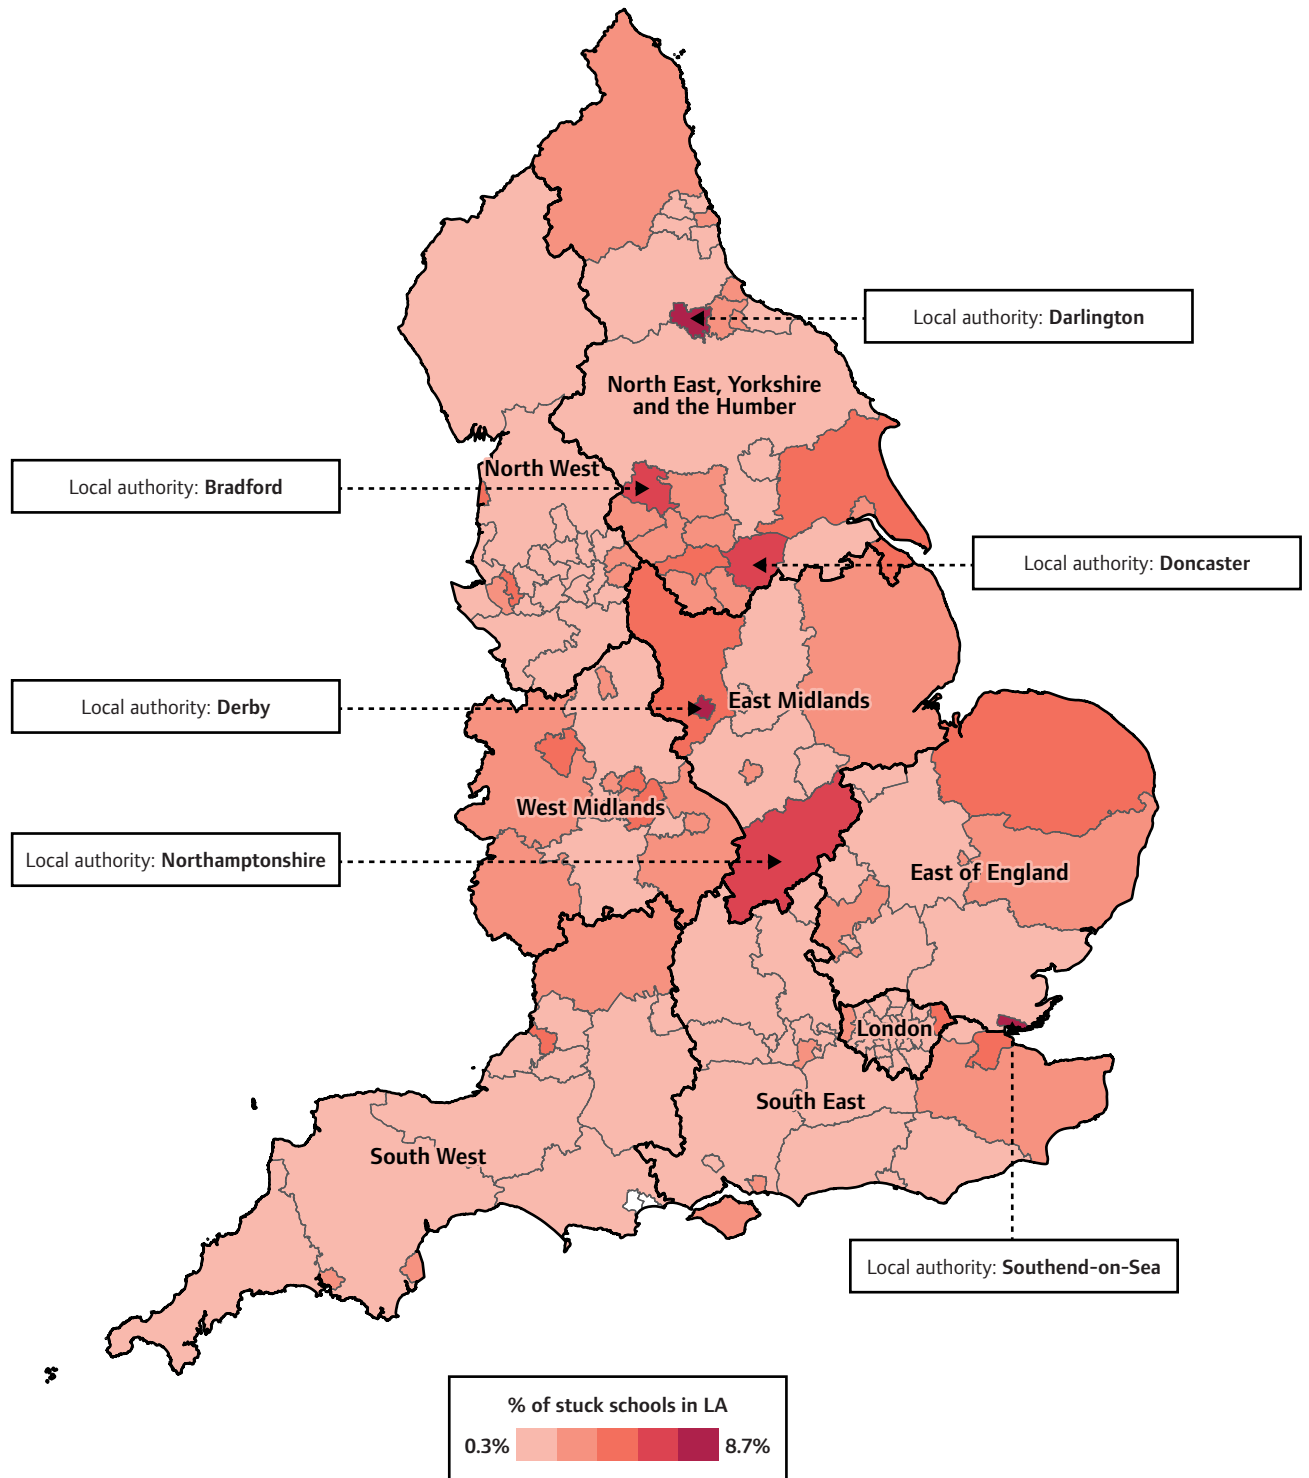 Local authority: Darlington
North East, Yorkshire
and the Humber
North West
Local authority: Bradford
Local authority: Doncaster
Local authority: Derby
East Midlands
West Midlands
Local authority: Northamptonshire
East of England
London
South East
South West
Local authority: Southend-on-Sea
% of stuck schools in LA
0.3% 8.7%